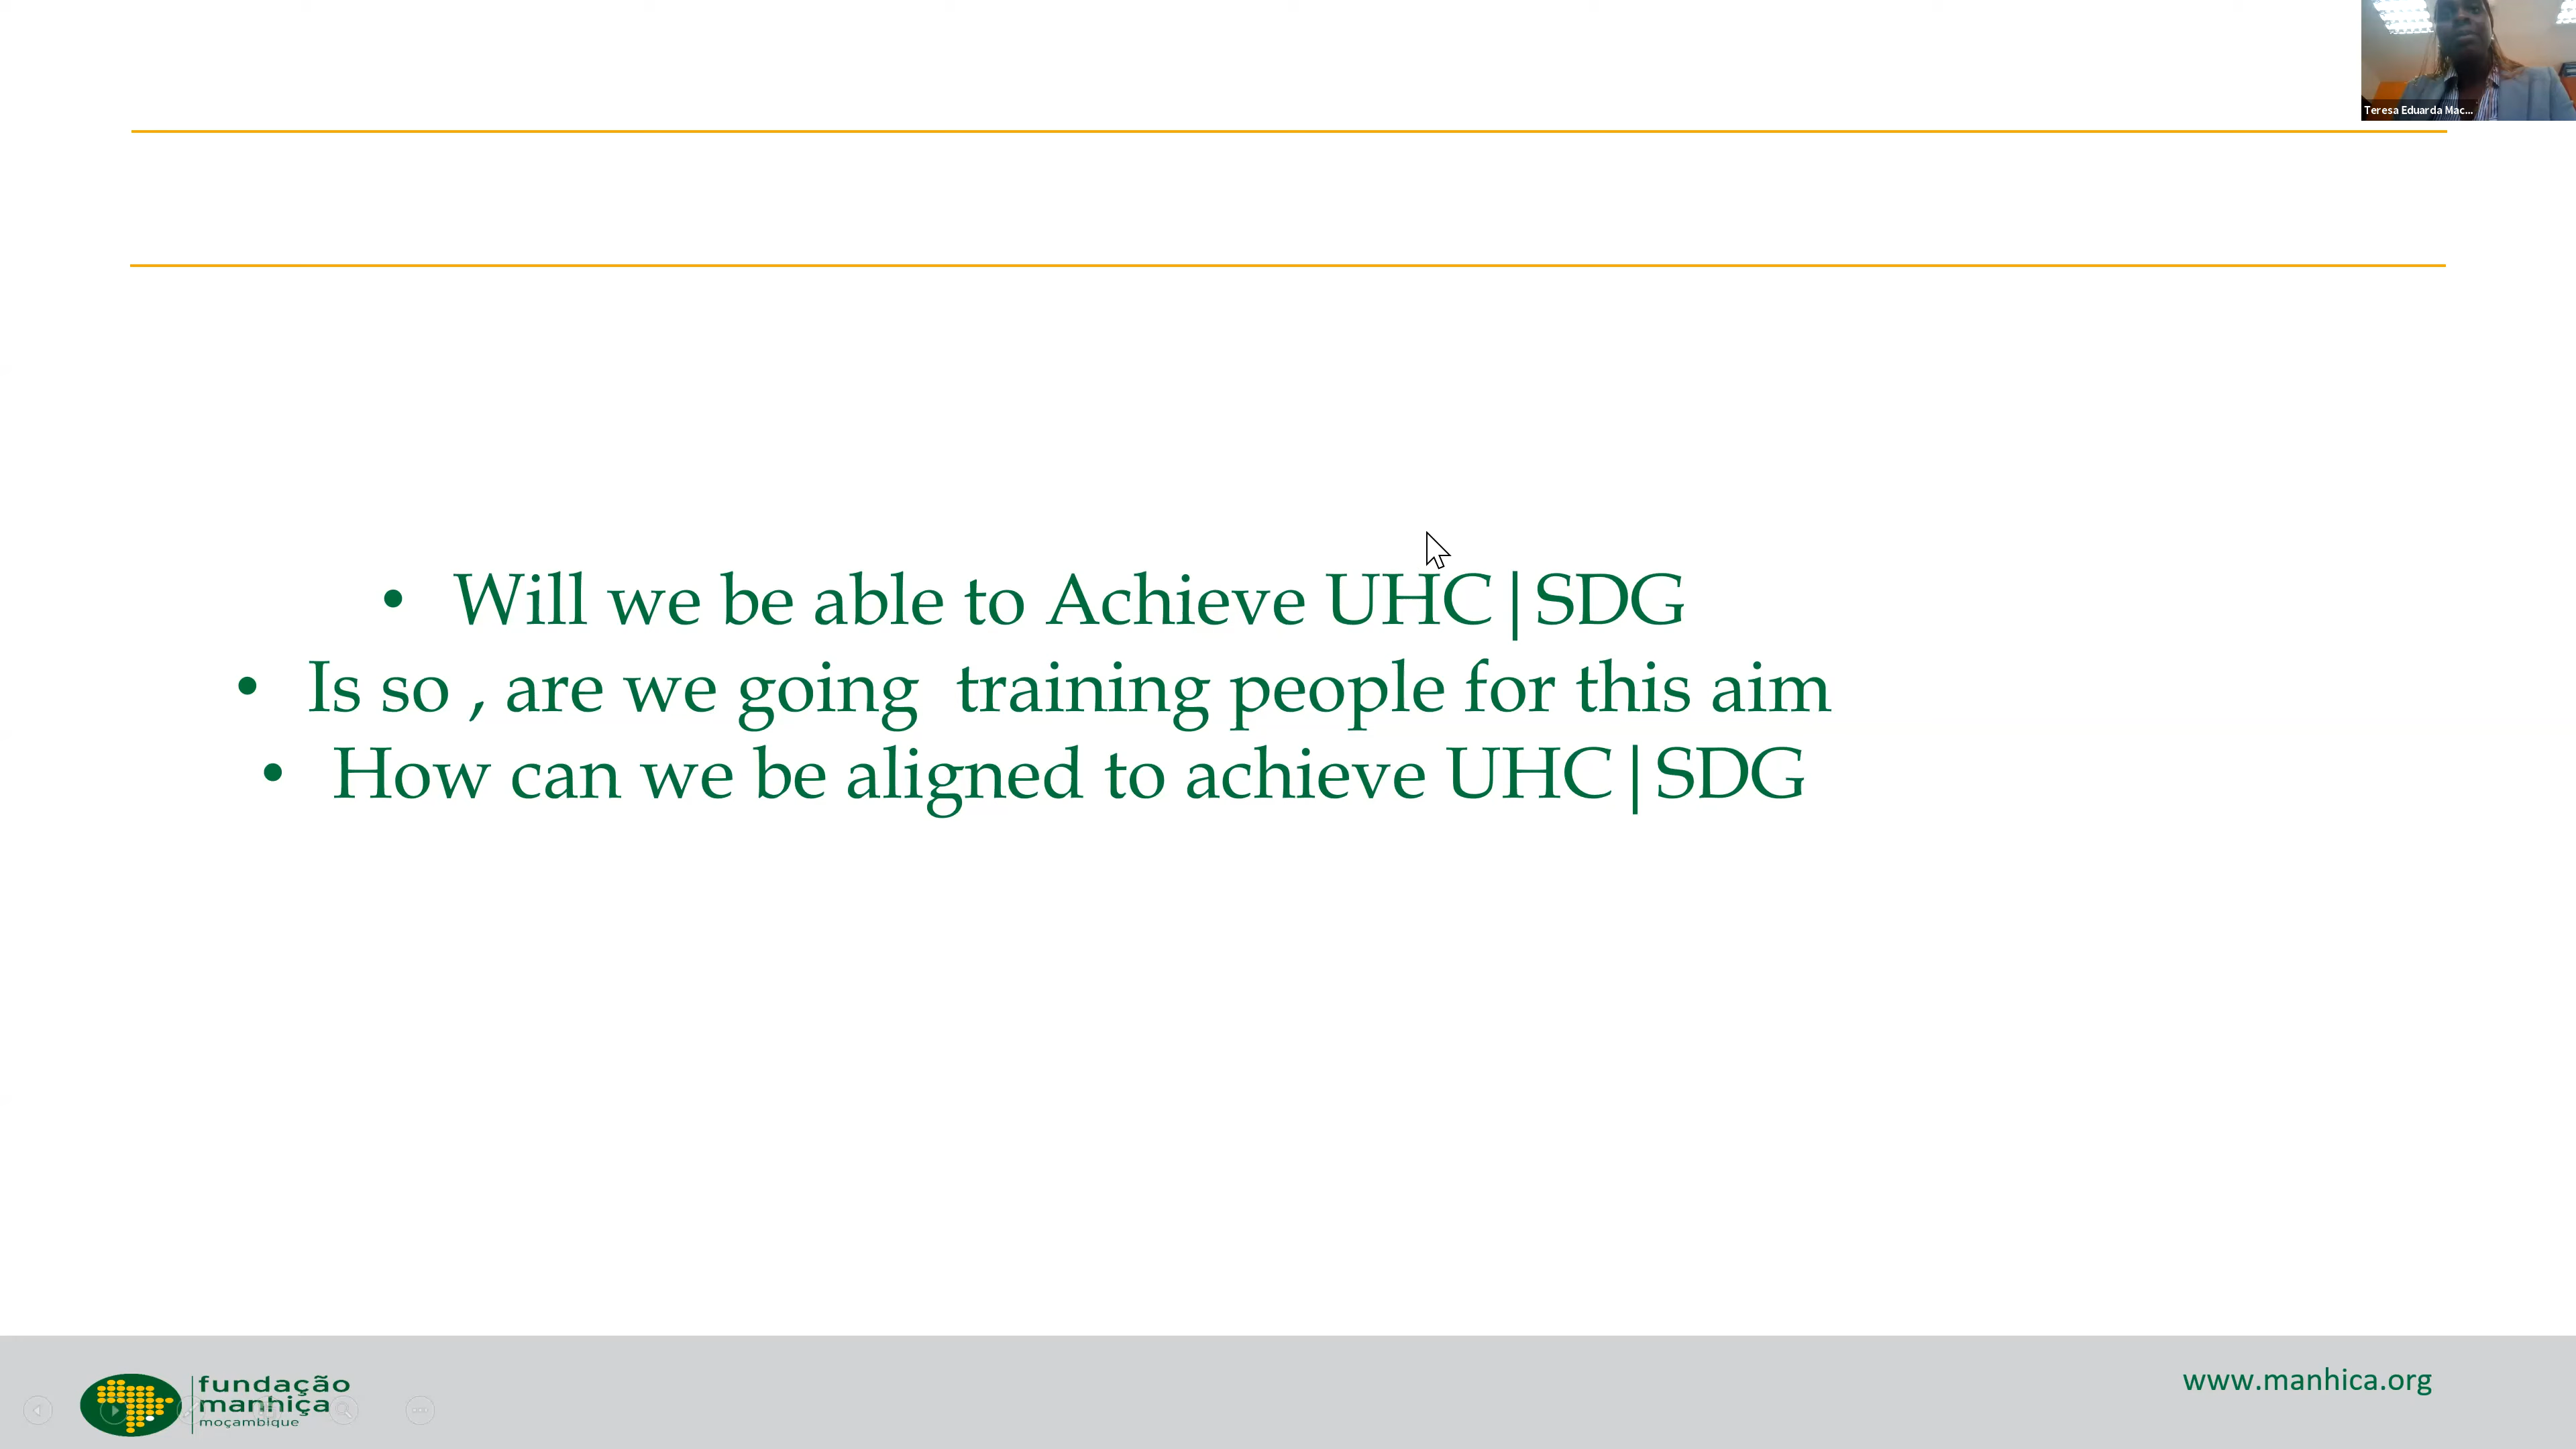 Teresa Eduarda Mac...
• Will we be able to Achieve UHC|SDG
• Is so , are we going  training people for this aim
• How can we be aligned to achieve UHC|SDG
fundação
manhiça
moçambique
www.manhica.org